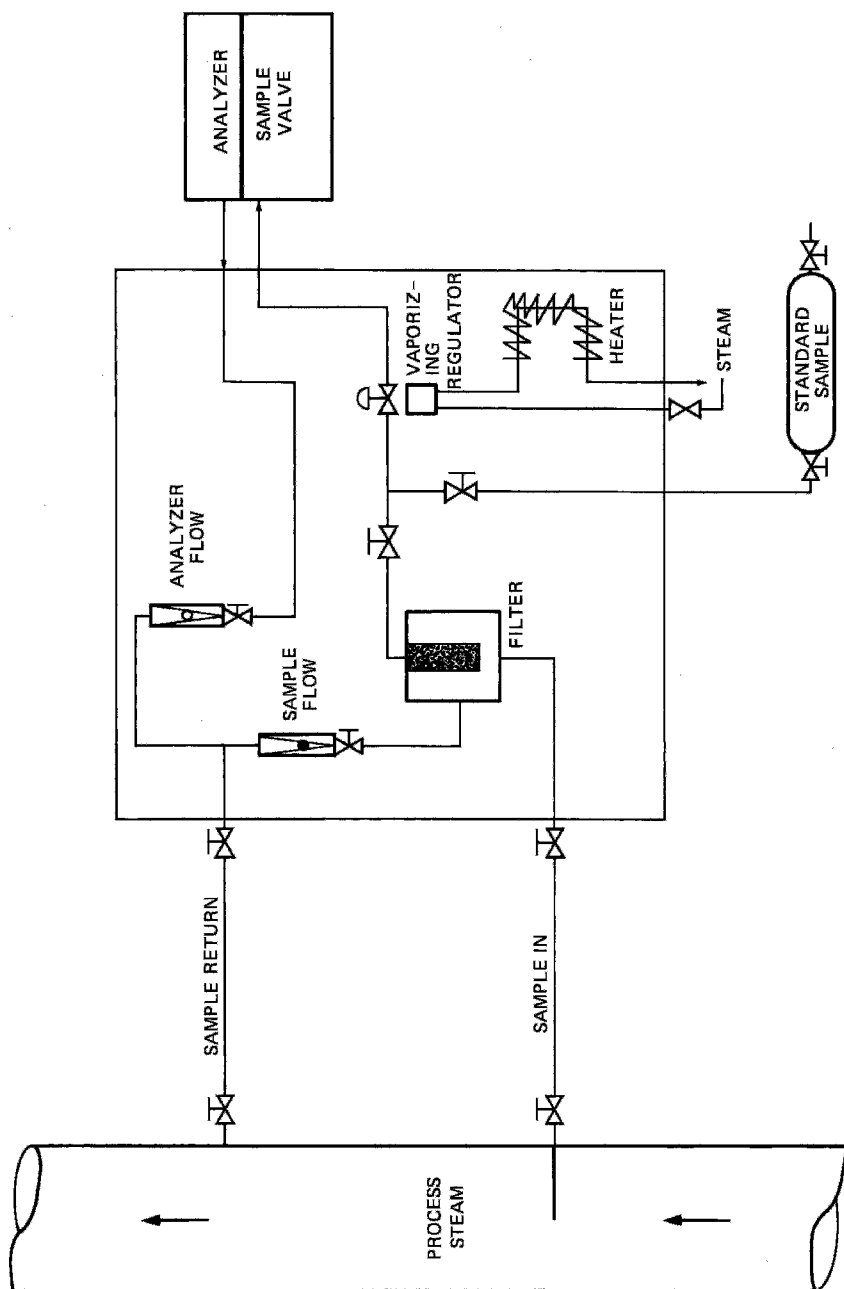 ANALYZER
SAMPLE
VALVE
ANALYZER
FLOW
SAMPLE
FLOW
VAPORIZ-
ING
REGULATOR
HEATER
STEAM
STANDARD
SAMPLE
FILTER
SAMPLE RETURN
SAMPLE IN
PROCESS
STEAM